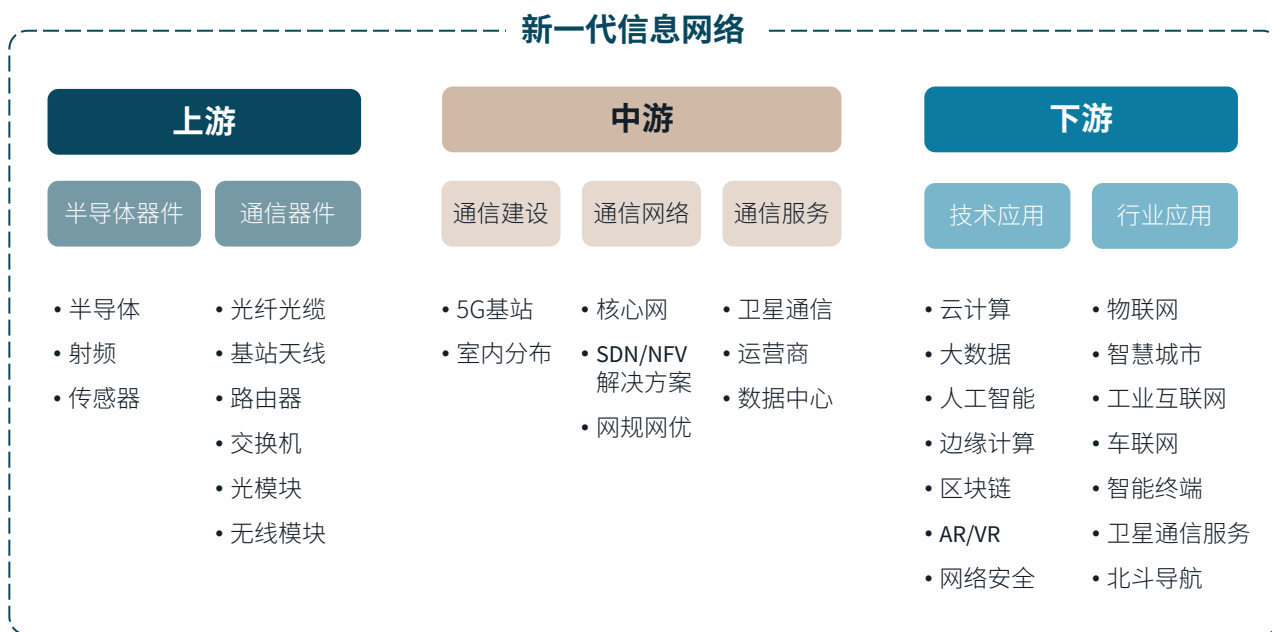 新一代信息网络
上游
半导体器件
通信器件
• 半导体
• 射频
• 传感器
• 光纤光缆
• 基站天线
• 路由器
• 交换机
• 光模块
• 无线模块
中游
通信建设
通信网络
通信服务
• 5G基站
• 室内分布
• 核心网
• SDN/NFV
解决方案
• 网规网优
• 卫星通信
• 运营商
• 数据中心
下游
技术应用
行业应用
• 云计算
• 大数据
• 人工智能
• 边缘计算
• 区块链
• AR/VR
• 网络安全
• 物联网
• 智慧城市
• 工业互联网
• 车联网
• 智能终端
• 卫星通信服务
• 北斗导航